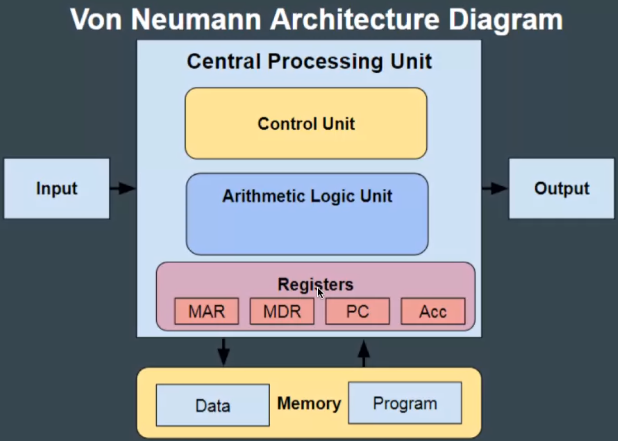 Von Neumann Architecture Diagram
Central Processing Unit
Control Unit
Input
Arithmetic Logic Unit
Output
Registers
MAR MDR PC Acc
Data Memory Program